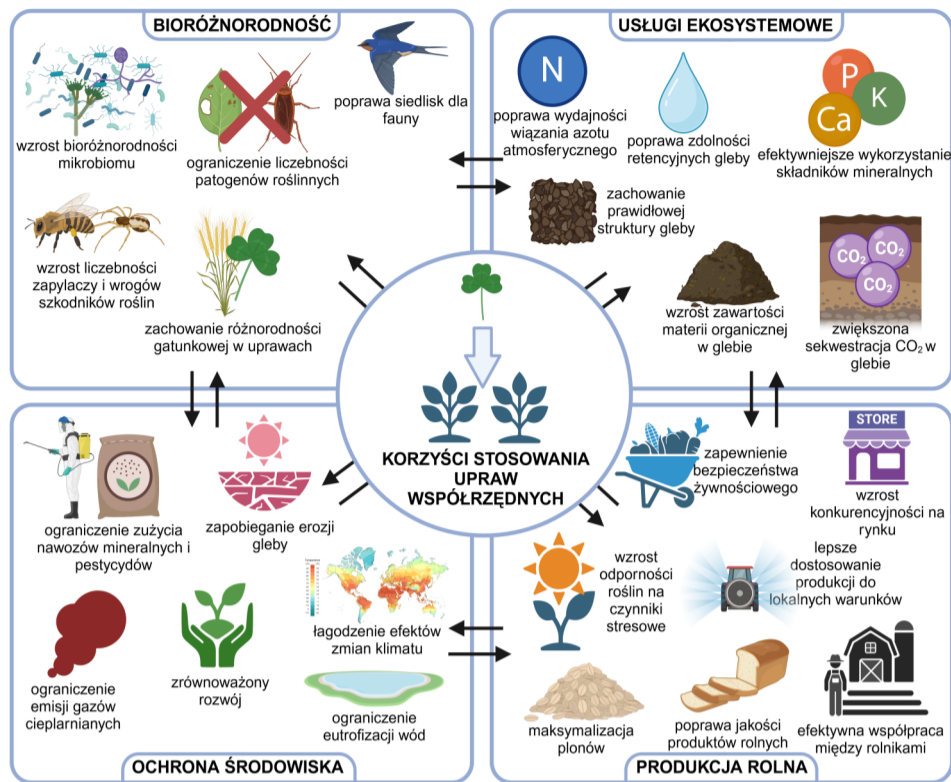 BIORÓŻNORODNOŚĆ
wzrost bioróżnorodności
mikrobiomu
ograniczenie liczebności
patogenów roślinnych
poprawa siedlisk dla
fauny
wzrost liczebności
zapylaczy i wrogów
szkodników roślin
zachowanie różnorodności
gatunkowej w uprawach
USŁUGI EKOSYSTEMOWE
N
poprawa wydajności
wiązania azotu
atmosferycznego
poprawa zdolności
retencyjnych gleby
P
K
Ca
efektywniejsze wykorzystanie
składników mineralnych
zachowanie
prawidłowej
struktury gleby
wzrost zawartości
materii organicznej
w glebie
CO₂
CO₂
CO₂
zwiększona
sekwestracja CO₂ w
glebie
KORZYŚCI STOSOWANIA
UPRAW
WSPÓŁRZĘDNYCH
ograniczenie zużycia
nawozów mineralnych i
pestycydów
zapobieganie erozji
gleby
ograniczenie
emisji gazów
cieplarnianych
zrównoważony
rozwój
łagodzenie efektów
zmian klimatu
ograniczenie
eutrofizacji wód
OCHRONA ŚRODOWISKA
zapewnienie
bezpieczeństwa
żywnościowego
STORE
wzrost
konkurencyjności na
rynku
wzrost
odporności
roślin na
czynniki
stresowe
lepsze
dostosowanie
produkcji do
lokalnych warunków
maksymalizacja
plonów
poprawa jakości
produktów rolnych
efektywna współpraca
między rolnikami
PRODUKCJA ROLNA